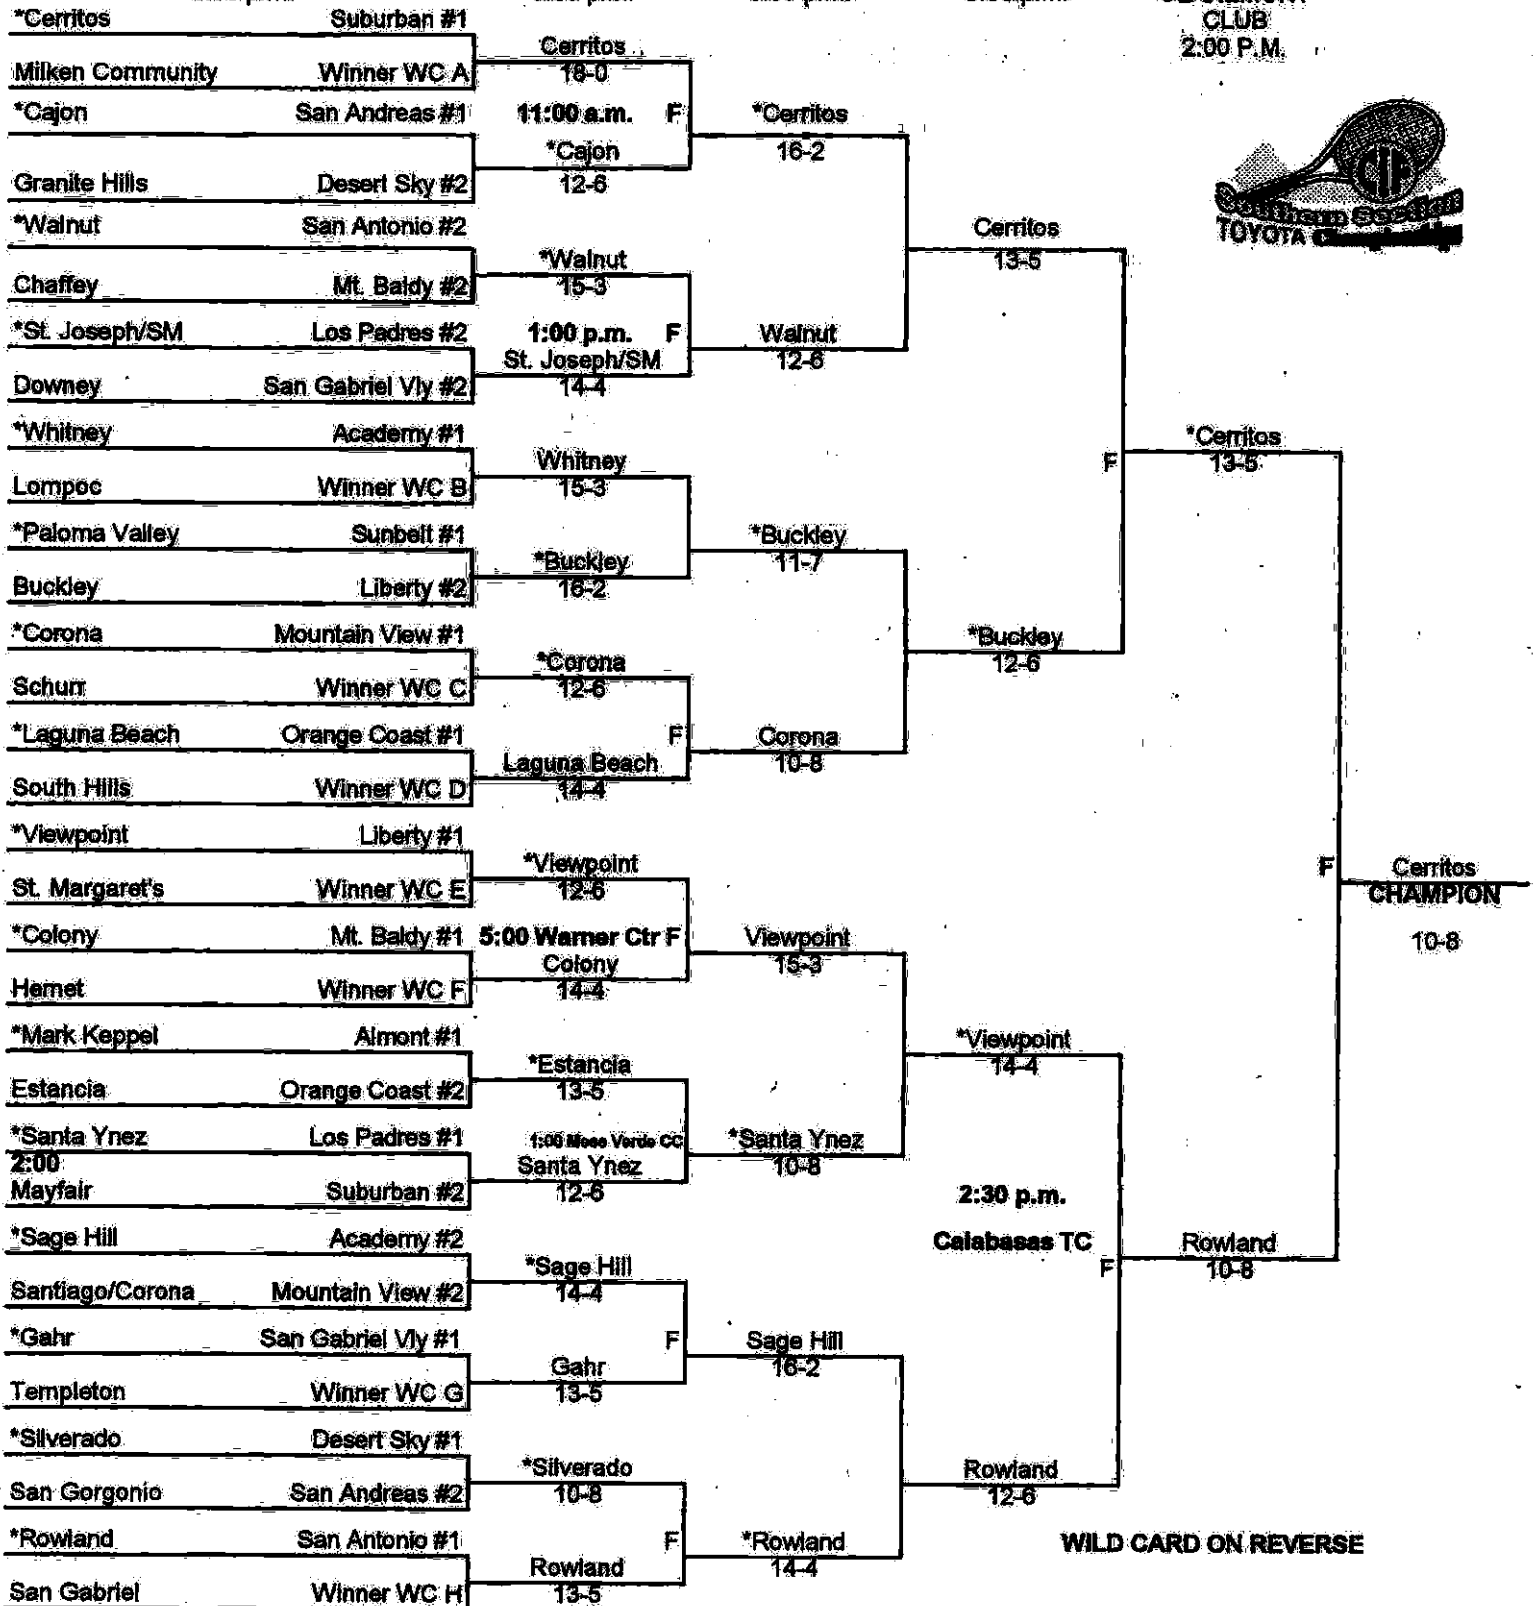 CLUB
2:00 P.M.
*Cerritos Suburban #1
Milken Community Winner WC A
*Cajon San Andreas #1
Granite Hills Desert Sky #2
*Walnut San Antonio #2
Chaffey Mt. Baldy #2
*St. Joseph/SM Los Padres #2
Downey San Gabriel Vly #2
*Whitney Academy #1
Lompoc Winner WC B
*Paloma Valley Sunbelt #1
Buckley Liberty #2
*Corona Mountain View #1
Schurr Winner WC C
*Laguna Beach Orange Coast #1
South Hills Winner WC D
*Viewpoint Liberty #1
St. Margaret's Winner WC E
*Colony Mt. Baldy #1
Hemet Winner WC F
*Mark Keppel Almont #1
Estancia Orange Coast #2
*Santa Ynez Los Padres #1
2:00
Mayfair Suburban #2
*Sage Hill Academy #2
Santiago/Corona Mountain View #2
*Gahr San Gabriel Vly #1
Templeton Winner WC G
*Silverado Desert Sky #1
San Gorgonio San Andreas #2
*Rowland San Antonio #1
San Gabriel Winner WC H
Cerritos
18-0
11:00 a.m. F
*Cajon
12-6
*Walnut
15-3
1:00 p.m. F
St. Joseph/SM
14-4
Whitney
15-3
*Buckley
16-2
*Corona
12-6
F
Laguna Beach
14-4
*Viewpoint
12-6
5:00 Warner Ctr F
Colony
14-4
*Estancia
13-5
1:00 Mesa Verde CC
Santa Ynez
12-6
*Sage Hill
14-4
F
Gahr
13-5
*Silverado
10-8
F
Rowland
13-5
*Cerritos
16-2
Walnut
12-6
*Buckley
11-7
Corona
10-8
Viewpoint
15-3
*Santa Ynez
10-8
Sage Hill
16-2
*Rowland
14-4
Cerritos
13-5
F
*Buckley
12-6
*Viewpoint
14-4
2:30 p.m.
Calabasas TC
F
Rowland
12-6
*Cerritos
13-5
F
Rowland
10-8
Cerritos
CHAMPION
10-8
CIF
Southern Section
TOYOTA Championships
WILD CARD ON REVERSE